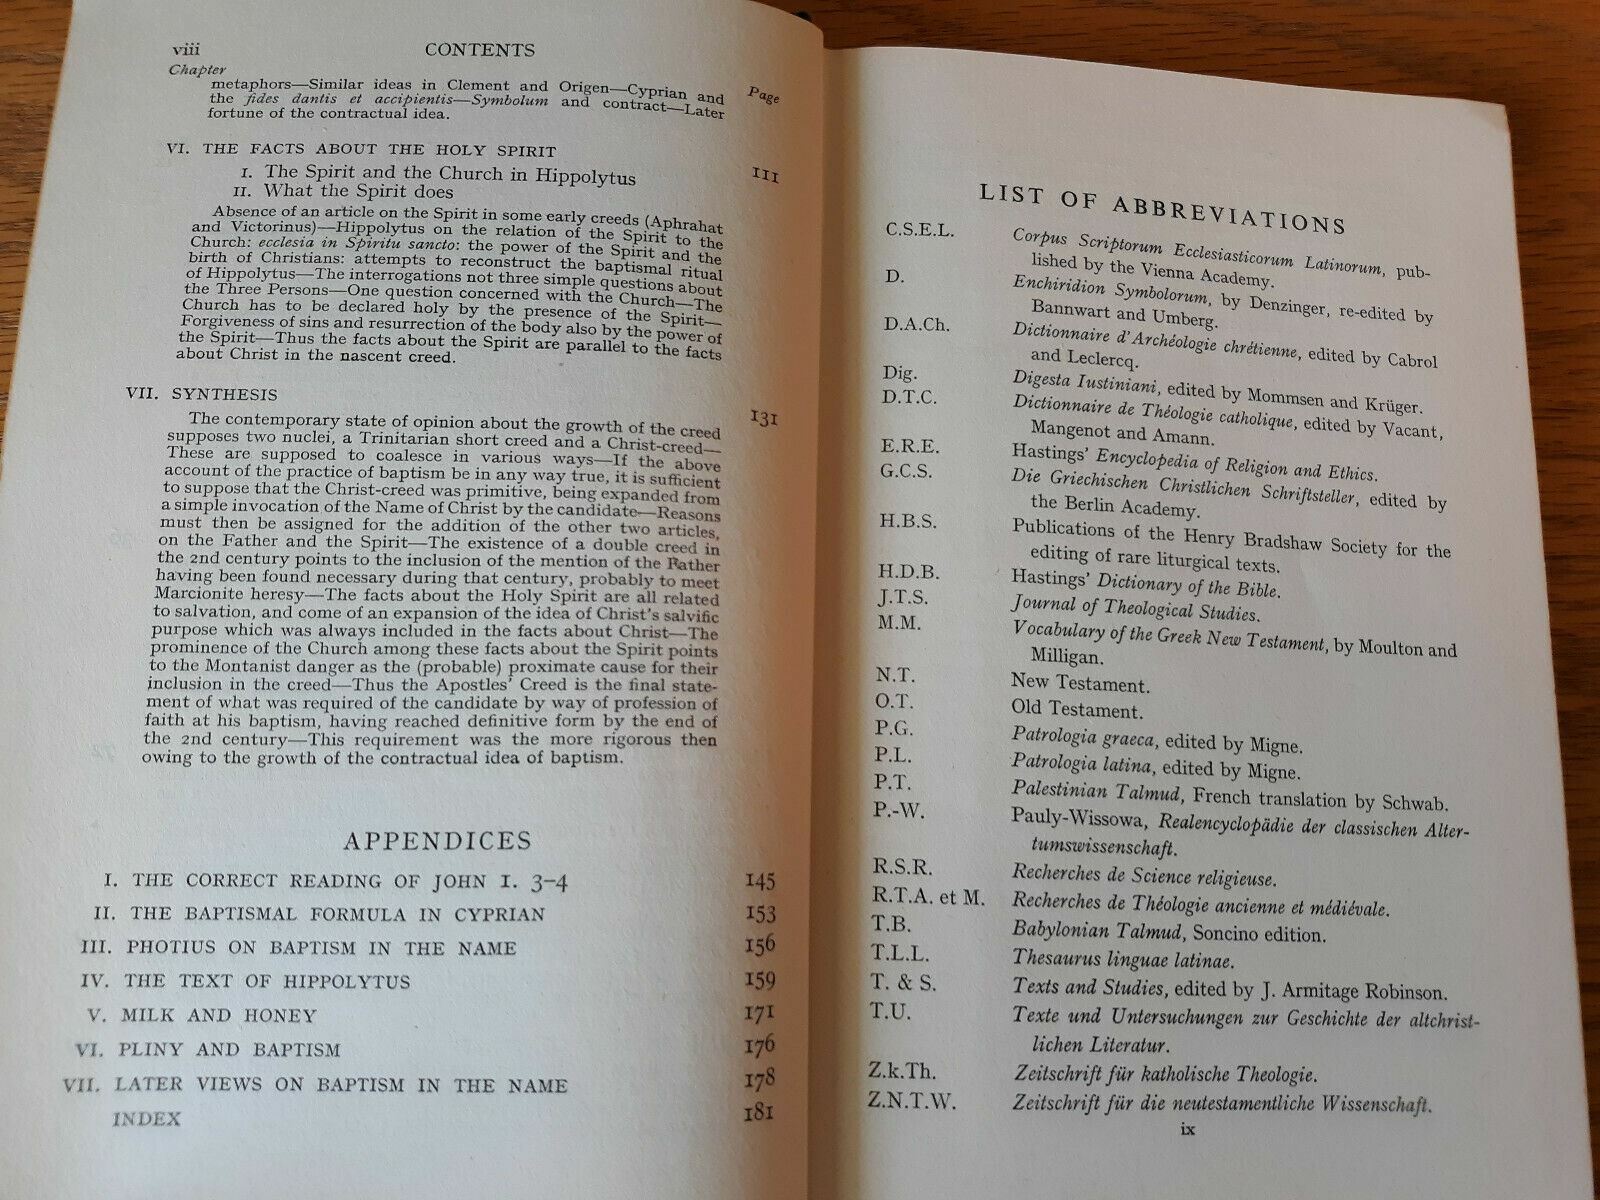 viii CONTENTS
Chapter Page
metaphors—Similar ideas in Clement and Origen—Cyprian and
the fides dantis et accipientis—Symbolum and contract—Later
fortune of the contractual idea.
VI. THE FACTS ABOUT THE HOLY SPIRIT 111
I. The Spirit and the Church in Hippolytus
II. What the Spirit does
Absence of an article on the Spirit in some early creeds (Aphrahat
and Victorinus)—Hippolytus on the relation of the Spirit to the
Church: ecclesia in Spiritu sancto: the power of the Spirit and the
birth of Christians: attempts to reconstruct the baptismal ritual
of Hippolytus—The interrogations not three simple questions about
the Three Persons—One question concerned with the Church—The
Church has to be declared holy by the presence of the Spirit—
Forgiveness of sins and resurrection of the body also by the power of
the Spirit—Thus the facts about the Spirit are parallel to the facts
about Christ in the nascent creed.
VII. SYNTHESIS 131
The contemporary state of opinion about the growth of the creed
supposes two nuclei, a Trinitarian short creed and a Christ-creed—
These are supposed to coalesce in various ways—If the above
account of the practice of baptism be in any way true, it is sufficient
to suppose that the Christ-creed was primitive, being expanded from
a simple invocation of the Name of Christ by the candidate—Reasons
must then be assigned for the addition of the other two articles,
on the Father and the Spirit—The existence of a double creed in
the 2nd century points to the inclusion of the mention of the Father
having been found necessary during that century, probably to meet
Marcionite heresy—The facts about the Holy Spirit are all related
to salvation, and come of an expansion of the idea of Christ's salvific
purpose which was always included in the facts about Christ—The
prominence of the Church among these facts about the Spirit points
to the Montanist danger as the (probable) proximate cause for their
inclusion in the creed—Thus the Apostles' Creed is the final state-
ment of what was required of the candidate by way of profession of
faith at his baptism, having reached definitive form by the end of
the 2nd century—This requirement was the more rigorous then
owing to the growth of the contractual idea of baptism.
APPENDICES
I. THE CORRECT READING OF JOHN I. 3-4 145
II. THE BAPTISMAL FORMULA IN CYPRIAN 153
III. PHOTIUS ON BAPTISM IN THE NAME 156
IV. THE TEXT OF HIPPOLYTUS 159
V. MILK AND HONEY 171
VI. PLINY AND BAPTISM 176
VII. LATER VIEWS ON BAPTISM IN THE NAME 178
INDEX 181
LIST OF ABBREVIATIONS
C.S.E.L. Corpus Scriptorum Ecclesiasticorum Latinorum, pub-
lished by the Vienna Academy.
D. Enchiridion Symbolorum, by Denzinger, re-edited by
Bannwart and Umberg.
D.A.Ch. Dictionnaire d'Archéologie chrétienne, edited by Cabrol
and Leclercq.
Dig. Digesta Iustiniani, edited by Mommsen and Krüger.
D.T.C. Dictionnaire de Théologie catholique, edited by Vacant,
Mangenot and Amann.
E.R.E. Hastings' Encyclopedia of Religion and Ethics.
G.C.S. Die Griechischen Christlichen Schriftsteller, edited by
the Berlin Academy.
H.B.S. Publications of the Henry Bradshaw Society for the
editing of rare liturgical texts.
H.D.B. Hastings' Dictionary of the Bible.
J.T.S. Journal of Theological Studies.
M.M. Vocabulary of the Greek New Testament, by Moulton and
Milligan.
N.T. New Testament.
O.T. Old Testament.
P.G. Patrologia graeca, edited by Migne.
P.L. Patrologia latina, edited by Migne.
P.T. Palestinian Talmud, French translation by Schwab.
P.-W. Pauly-Wissowa, Realencyclopädie der classischen Alter-
tumswissenschaft.
R.S.R. Recherches de Science religieuse.
R.T.A. et M. Recherches de Théologie ancienne et médiévale.
T.B. Babylonian Talmud, Soncino edition.
T.L.L. Thesaurus linguae latinae.
T. & S. Texts and Studies, edited by J. Armitage Robinson.
T.U. Texte und Untersuchungen zur Geschichte der altchrist-
lichen Literatur.
Z.k.Th. Zeitschrift für katholische Theologie.
Z.N.T.W. Zeitschrift für die neutestamentliche Wissenschaft.
ix